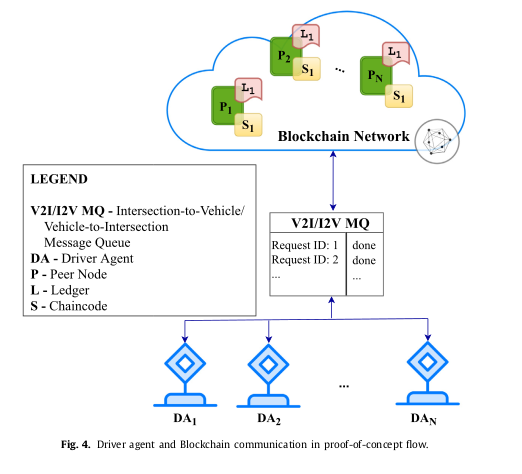 L1
P2
S1
...
L1
PN
S1
L1
P1
S1
Blockchain Network
LEGEND
V2I/I2V MQ - Intersection-to-Vehicle/
Vehicle-to-Intersection
Message Queue
DA - Driver Agent
P - Peer Node
L - Ledger
S - Chaincode
V2I/I2V MQ
Request ID: 1 done
Request ID: 2 done
... ...
...
DA1 DA2 DAN
Fig. 4. Driver agent and Blockchain communication in proof-of-concept flow.